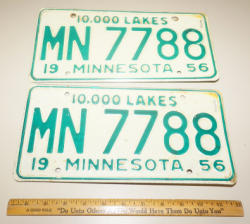 10,000 LAKES
MN 7788
19 MINNESOTA 56
10,000 LAKES
MN 7788
19 MINNESOTA 56
"Do Unto Others As You Would Have Them Do Unto You"